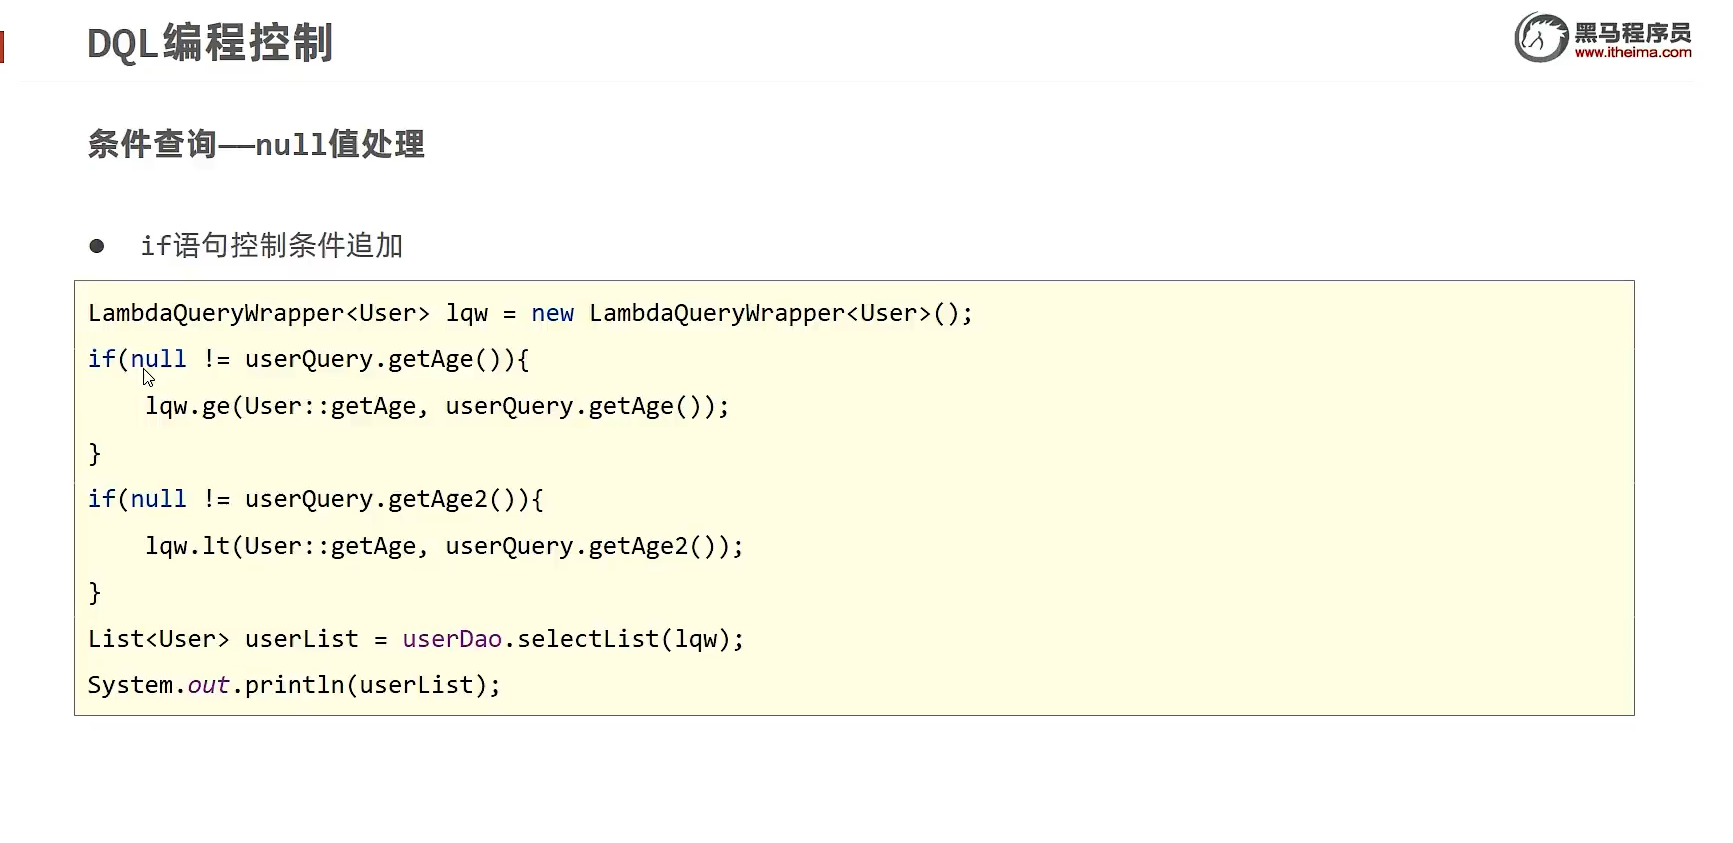 DQL编程控制
黑马程序员
www.itheima.com
条件查询——null值处理
● if语句控制条件追加
LambdaQueryWrapper<User> lqw = new LambdaQueryWrapper<User>();
if(null != userQuery.getAge()){
    lqw.ge(User::getAge, userQuery.getAge());
}
if(null != userQuery.getAge2()){
    lqw.lt(User::getAge, userQuery.getAge2());
}
List<User> userList = userDao.selectList(lqw);
System.out.println(userList);